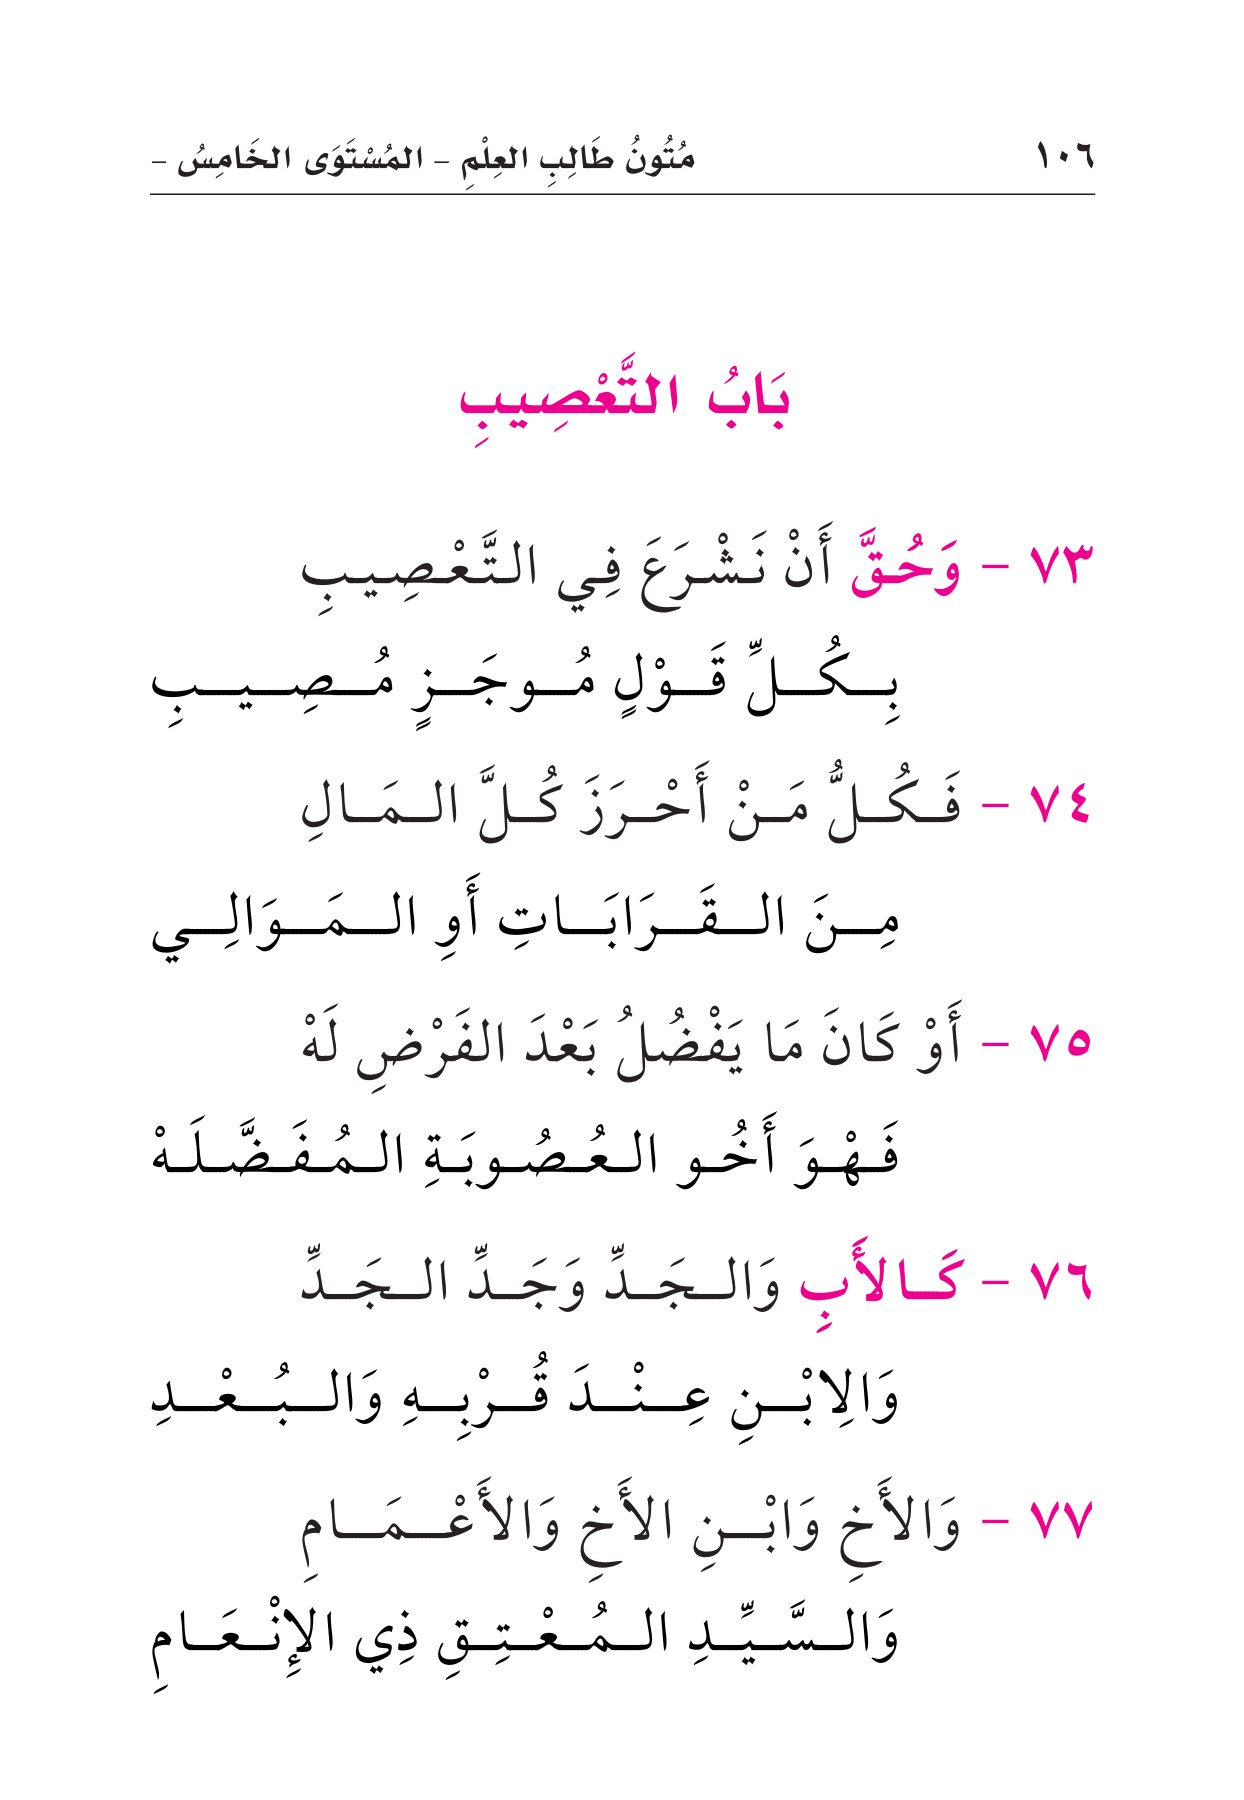 ١٠٦ مُتُونُ طَالِبِ العِلْمِ - المُسْتَوَى الخَامِسُ -
بَابُ التَّعْصِيبِ
٧٣ - وَحُقَّ أَنْ نَشْرَعَ فِي التَّعْصِيبِ
بِكُلِّ قَوْلٍ مُوجَزٍ مُصِيبِ
٧٤ - فَكُلُّ مَنْ أَحْرَزَ كُلَّ المَالِ
مِنَ القَرَابَاتِ أَوِ المَوَالِي
٧٥ - أَوْ كَانَ مَا يَفْضُلُ بَعْدَ الفَرْضِ لَهْ
فَهْوَ أَخُو العُصُوبَةِ المُفَضَّلَهْ
٧٦ - كَالأَبِ وَالجَدِّ وَجَدِّ الجَدِّ
وَالِابْنِ عِنْدَ قُرْبِهِ وَالبُعْدِ
٧٧ - وَالأَخِ وَابْنِ الأَخِ وَالأَعْمَامِ
وَالسَّيِّدِ المُعْتِقِ ذِي الإِنْعَامِ